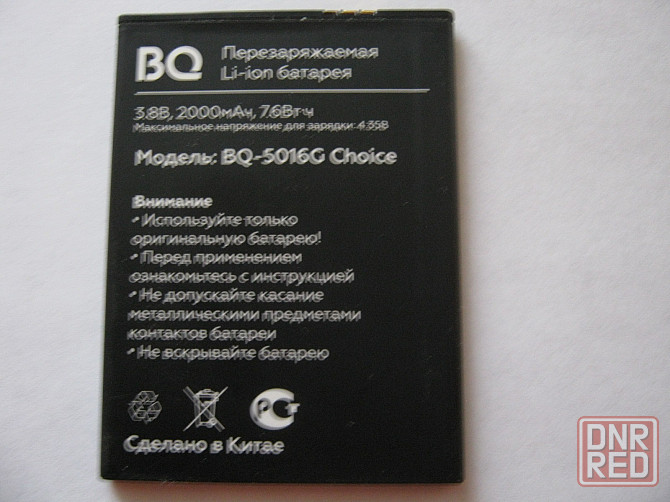 BQ
Перезаряжаемая
Li-ion батарея
3.8В, 2000мАч, 7.6Вт·ч
Максимальное напряжение для зарядки: 4.35В
Модель: BQ-5016G Choice
Внимание
• Используйте только
оригинальную батарею!
• Перед применением
ознакомьтесь с инструкцией
• Не допускайте касание
металлическими предметами
контактов батареи
• Не вскрывайте батарею
РСТ
Сделано в Китае
DNR
RED